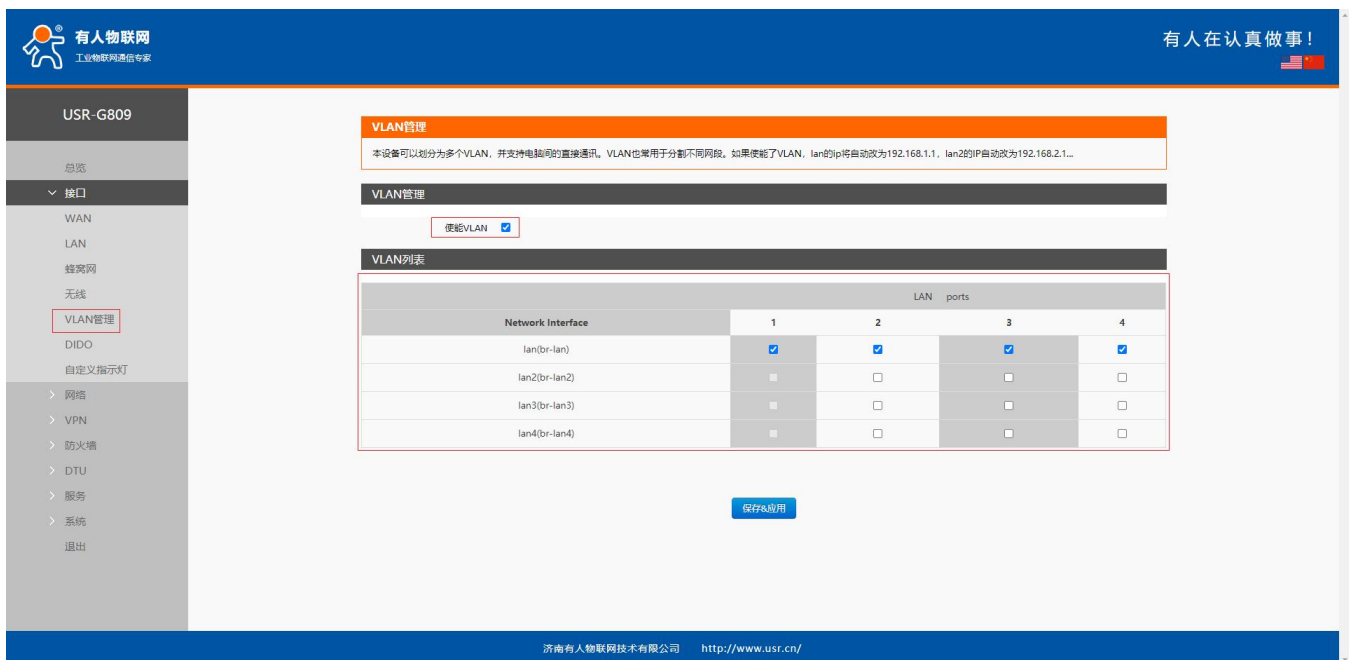 有人物联网
®
工业物联网通信专家
有人在认真做事！
USR-G809
总览
接口
WAN
LAN
蜂窝网
无线
VLAN管理
DIDO
自定义指示灯
网络
VPN
防火墙
DTU
服务
系统
退出
VLAN管理
本设备可以划分为多个VLAN，并支持电脑间的直接通讯。VLAN也常用于分割不同网段。如果使能了VLAN，lan的ip将自动改为192.168.1.1，lan2的IP自动改为192.168.2.1...
VLAN管理
使能VLAN
VLAN列表
LAN ports
Network Interface 1 2 3 4
lan(br-lan)
lan2(br-lan2)
lan3(br-lan3)
lan4(br-lan4)
保存&应用
济南有人物联网技术有限公司 http://www.usr.cn/